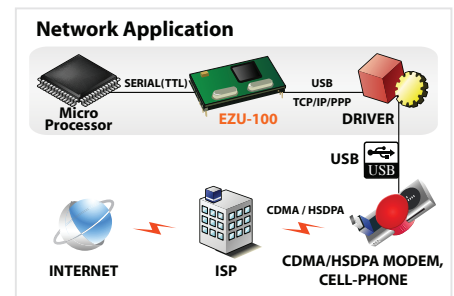 Network Application
SERIAL(TTL)
USB
TCP/IP/PPP
Micro
Processor
EZU-100
DRIVER
USB
USB
CDMA / HSDPA
INTERNET
ISP
CDMA/HSDPA MODEM,
CELL-PHONE